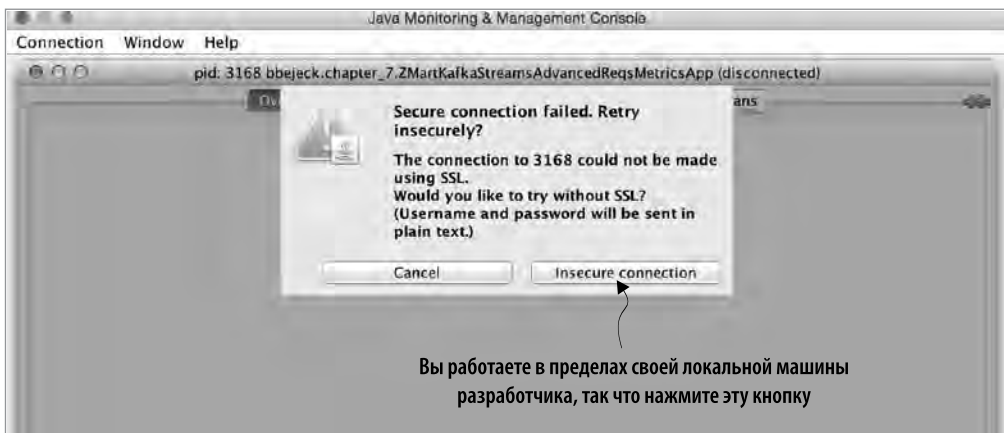 Java Monitoring & Management Console
Connection Window Help
pid: 3168 bbejeck.chapter_7.ZMartKafkaStreamsAdvancedReqsMetricsApp (disconnected)
Secure connection failed. Retry
insecurely?
The connection to 3168 could not be made
using SSL.
Would you like to try without SSL?
(Username and password will be sent in
plain text.)
Cancel Insecure connection
Вы работаете в пределах своей локальной машины
разработчика, так что нажмите эту кнопку